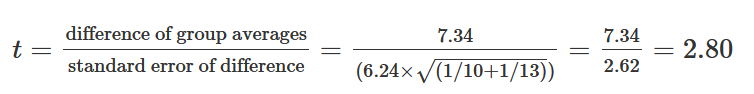 t = difference of group averages / standard error of difference = 7.34 / (6.24×√(1/10+1/13)) = 7.34 / 2.62 = 2.80